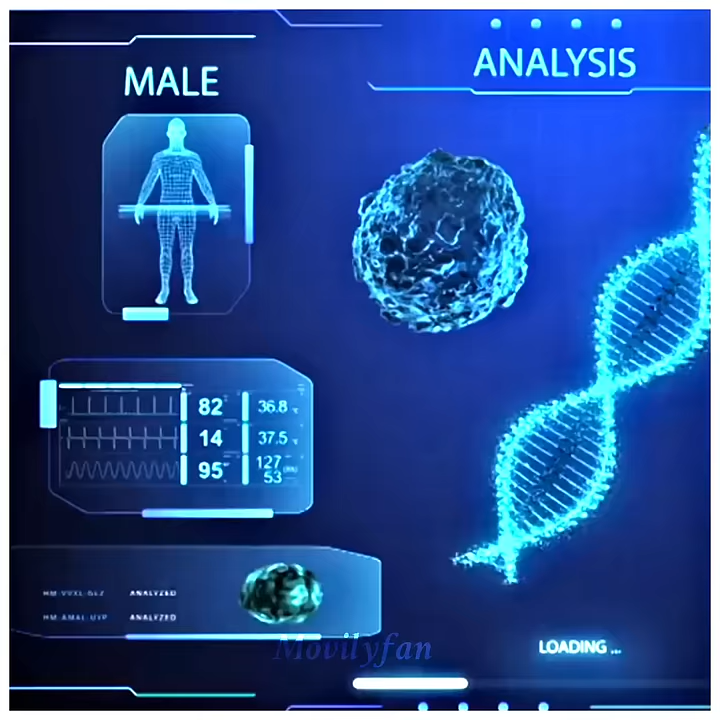 MALE
ANALYSIS
82 36.8
14 37.5
95 127
53
ANALYZED
ANALYZED
Movilyfan
LOADING ...